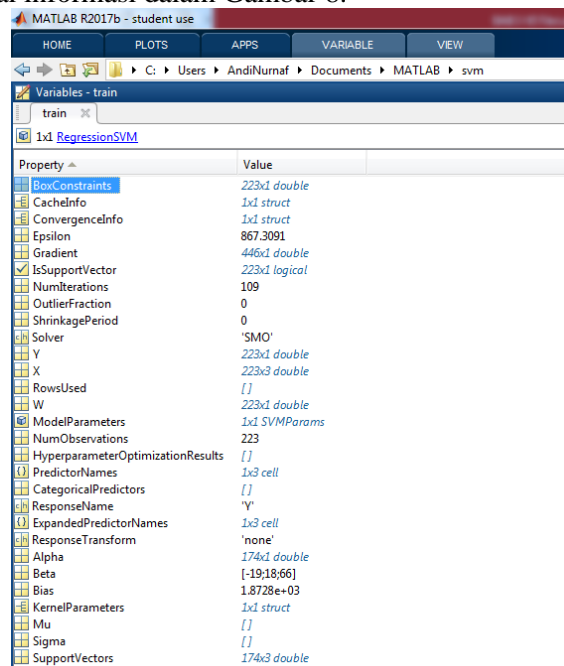 MATLAB R2017b - student use
HOME PLOTS APPS VARIABLE VIEW
C: Users AndiNurnaf Documents MATLAB svm
Variables - train
train
1x1 RegressionSVM
Property Value
BoxConstraints 223x1 double
CacheInfo 1x1 struct
ConvergenceInfo 1x1 struct
Epsilon 867.3091
Gradient 446x1 double
IsSupportVector 223x1 logical
NumIterations 109
OutlierFraction 0
ShrinkagePeriod 0
Solver 'SMO'
Y 223x1 double
X 223x3 double
RowsUsed []
W 223x1 double
ModelParameters 1x1 SVMParams
NumObservations 223
HyperparameterOptimizationResults []
PredictorNames 1x3 cell
CategoricalPredictors []
ResponseName 'Y'
ExpandedPredictorNames 1x3 cell
ResponseTransform 'none'
Alpha 174x1 double
Beta [-19;18;66]
Bias 1.8728e+03
KernelParameters 1x1 struct
Mu []
Sigma []
SupportVectors 174x3 double